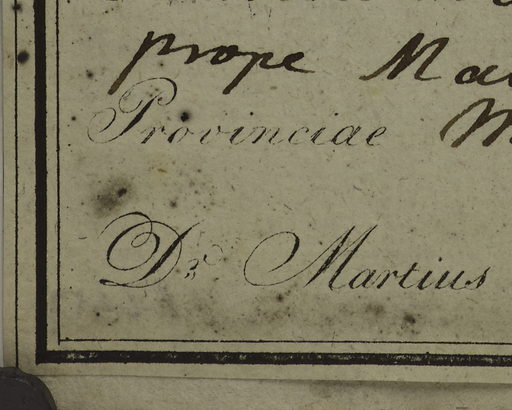 prope
Provinciae
Dr. Martius